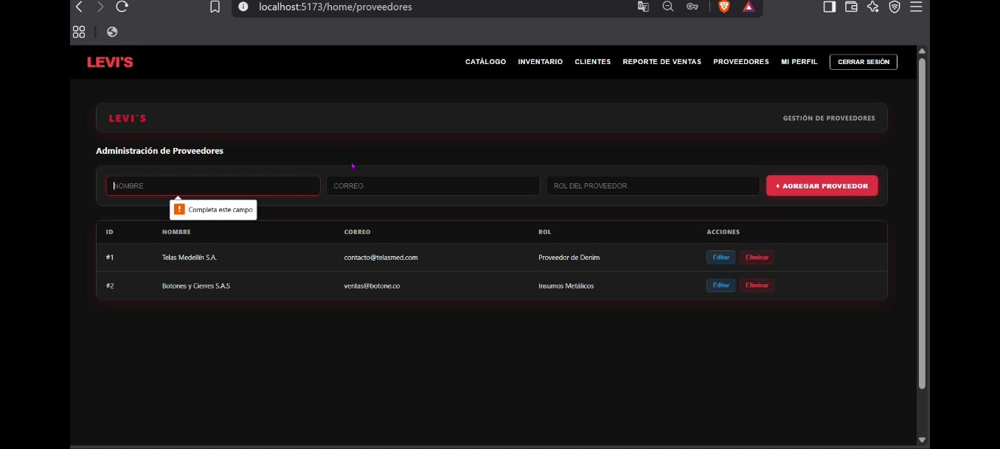 localhost:5173/home/proveedores
LEVI'S CATÁLOGO INVENTARIO CLIENTES REPORTE DE VENTAS PROVEEDORES MI PERFIL CERRAR SESIÓN
LEVI'S GESTIÓN DE PROVEEDORES
Administración de Proveedores
NOMBRE CORREO ROL DEL PROVEEDOR + AGREGAR PROVEEDOR
! Completa este campo
ID NOMBRE CORREO ROL ACCIONES
#1 Telas Medellín S.A. contacto@telasmed.com Proveedor de Denim Editar Eliminar
#2 Botones y Cierres S.A.S ventas@botone.co Insumos Metálicos Editar Eliminar